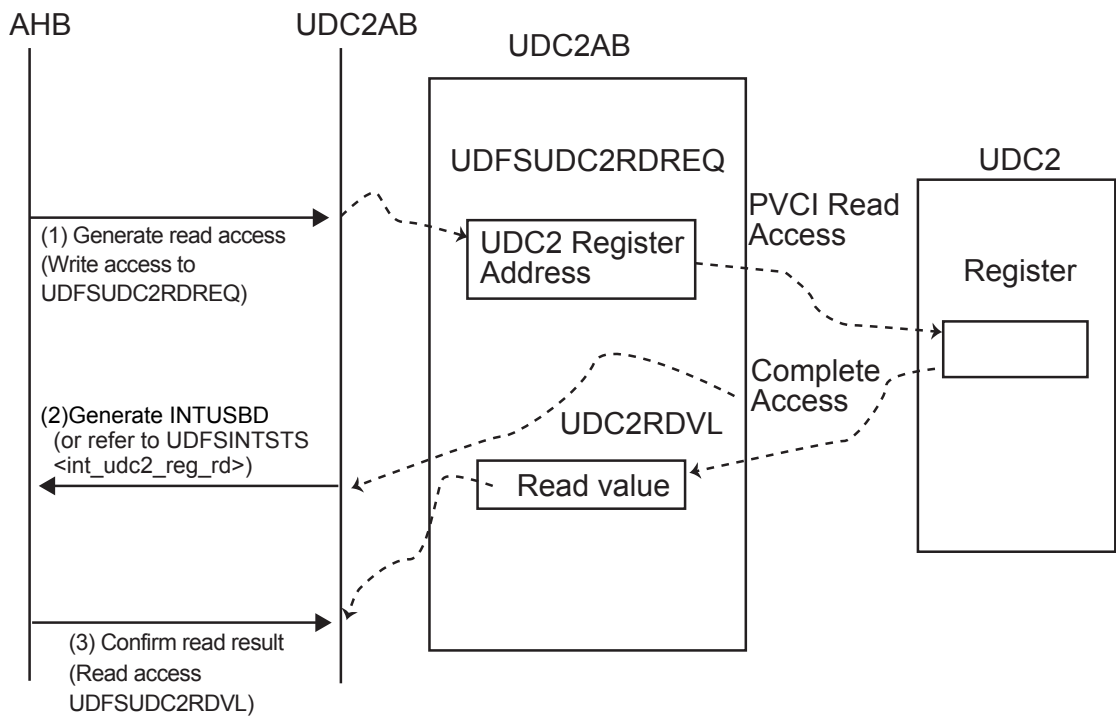 AHB
UDC2AB
UDC2AB
UDFSUDC2RDREQ
UDC2
PVCI Read
Access
(1) Generate read access
(Write access to
UDFSUDC2RDREQ)
UDC2 Register
Address
Register
Complete
Access
(2)Generate INTUSBD
(or refer to UDFSINTSTS
<int_udc2_reg_rd>)
UDC2RDVL
Read value
(3) Confirm read result
(Read access
UDFSUDC2RDVL)